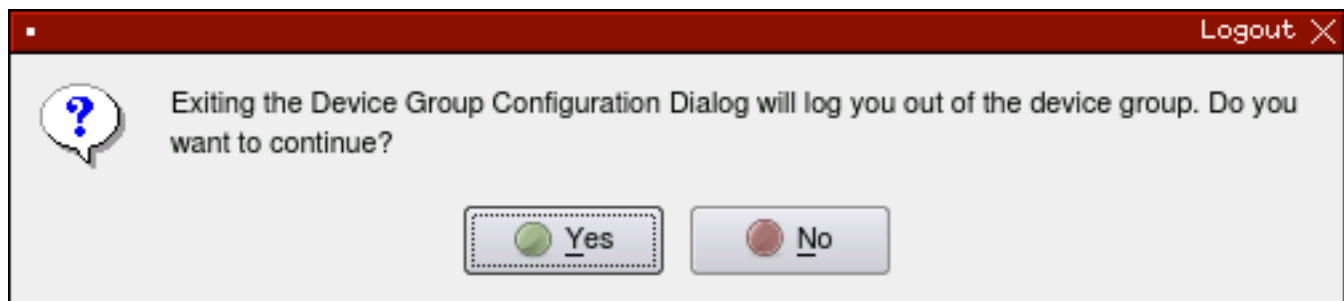 Logout
Exiting the Device Group Configuration Dialog will log you out of the device group. Do you
want to continue?
Yes
No